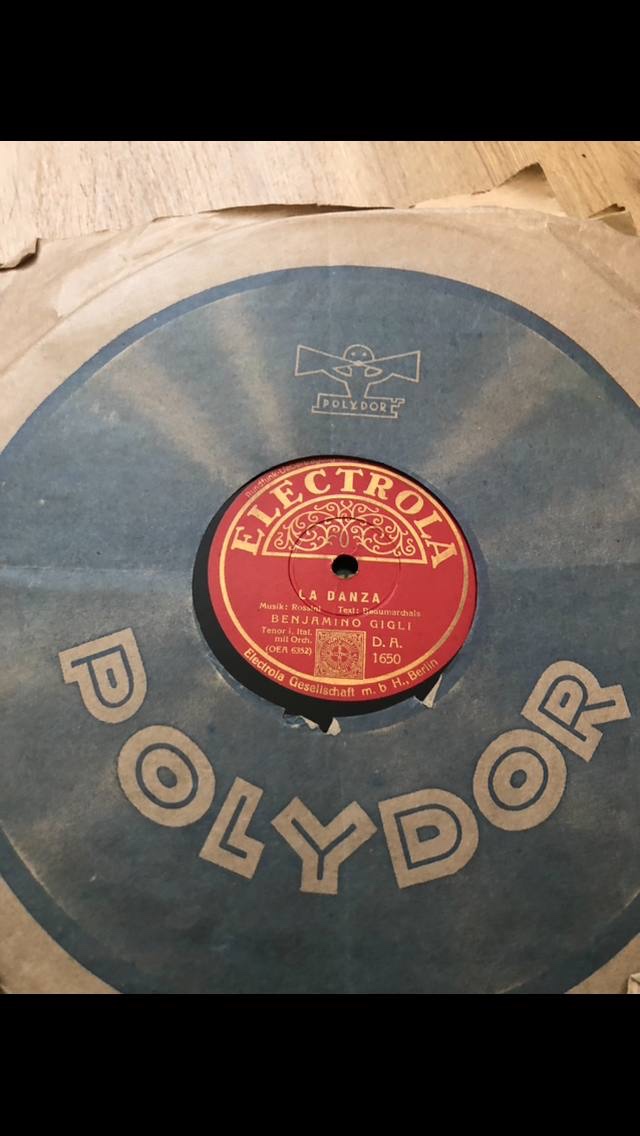 POLYDOR
ELECTROLA
LA DANZA
Musik: Rossini Text: Beaumarchais
BENJAMINO GIGLI
Tenor i. Ital.
mit Orch.
(OEA 6352)
D. A.
1650
Electrola Gesellschaft m. b H., Berlin
POLYDOR